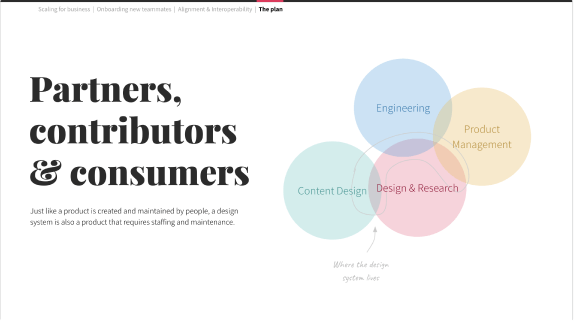 Scaling for business | Onboarding new teammates | Alignment & Interoperability | The plan
Partners,
contributors
& consumers
Just like a product is created and maintained by people, a design
system is also a product that requires staffing and maintenance.
Engineering
Product
Management
Content Design
Design & Research
Where the design
system lives